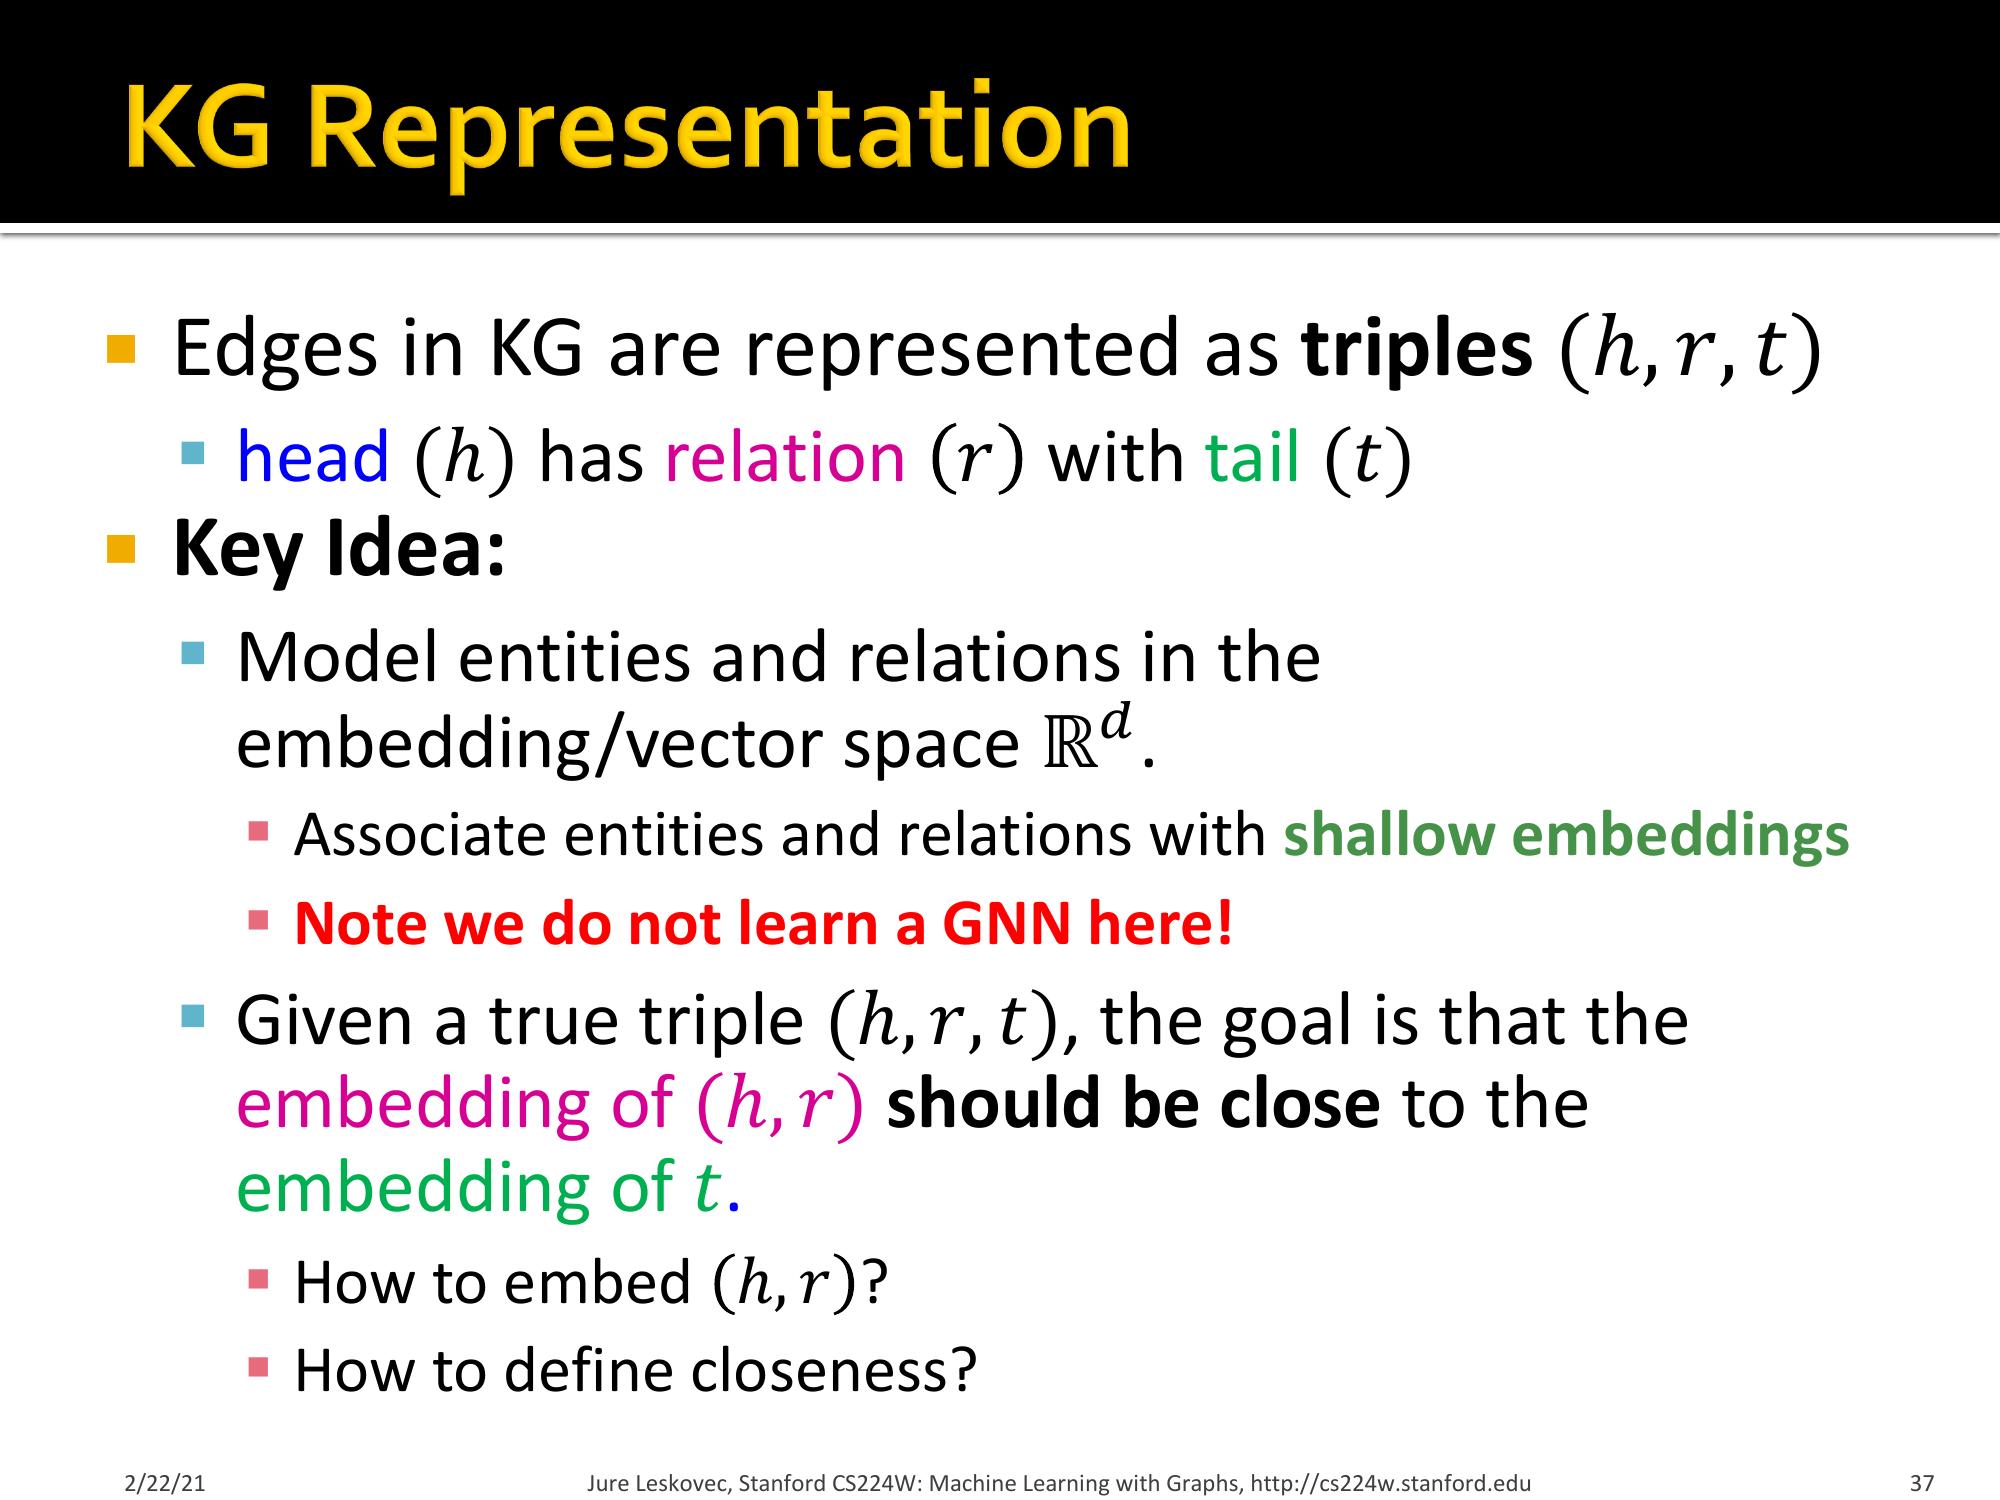 KG Representation
Edges in KG are represented as triples (ℎ, 𝑟, 𝑡)
head (ℎ) has relation (𝑟) with tail (𝑡)
Key Idea:
Model entities and relations in the
embedding/vector space ℝ^𝑑.
Associate entities and relations with shallow embeddings
Note we do not learn a GNN here!
Given a true triple (ℎ, 𝑟, 𝑡), the goal is that the
embedding of (ℎ, 𝑟) should be close to the
embedding of 𝑡.
How to embed (ℎ, 𝑟)?
How to define closeness?
2/22/21 Jure Leskovec, Stanford CS224W: Machine Learning with Graphs, http://cs224w.stanford.edu 37